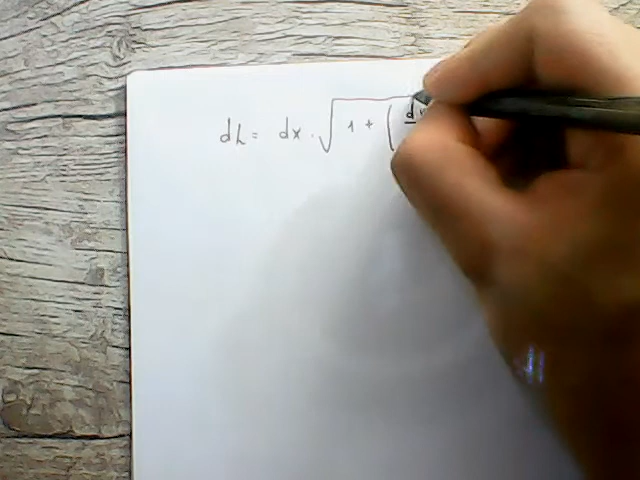 dL = dx · √ 1 + ( d